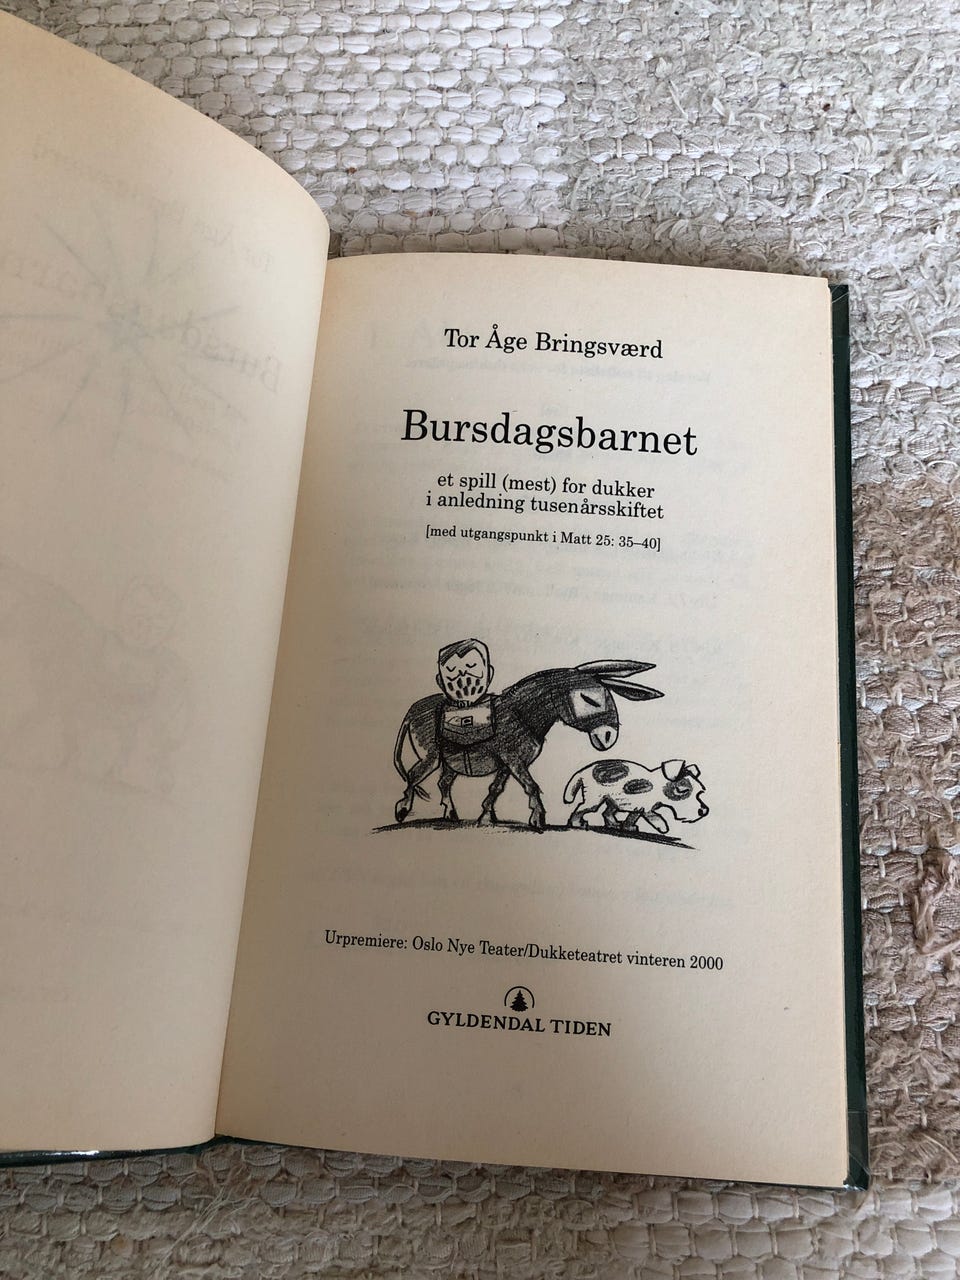 Tor Åge Bringsværd
Bursdagsbarnet
et spill (mest) for dukker
i anledning tusenårsskiftet
[med utgangspunkt i Matt 25: 35–40]
Urpremiere: Oslo Nye Teater/Dukketeatret vinteren 2000
GYLDENDAL TIDEN